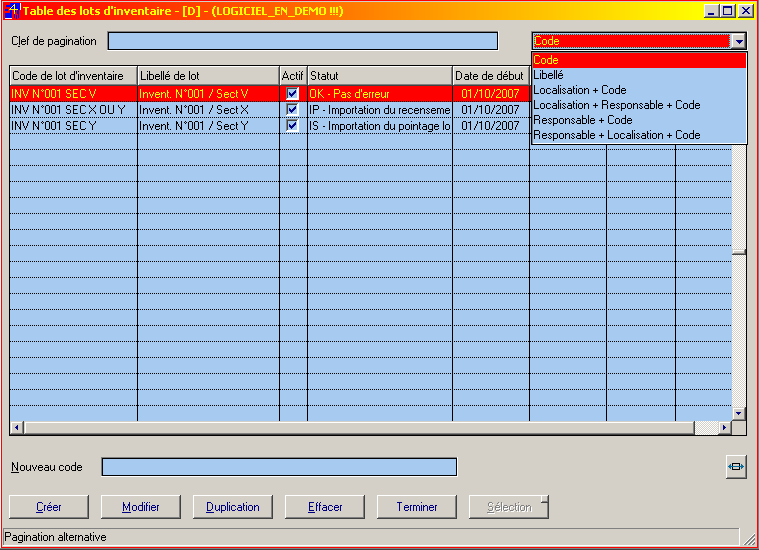 Table des lots d'inventaire - [D] - (LOGICIEL_EN_DEMO !!!)
Clef de pagination
Code
Code
Libellé
Localisation + Code
Localisation + Responsable + Code
Responsable + Code
Responsable + Localisation + Code
Code de lot d'inventaire Libellé de lot Actif Statut Date de début
INV N°001 SEC V Invent. N°001 / Sect V OK - Pas d'erreur 01/10/2007
INV N°001 SEC X OU Y Invent. N°001 / Sect X IP - Importation du recenseme 01/10/2007
INV N°001 SEC Y Invent. N°001 / Sect Y IS - Importation du pointage lo 01/10/2007
Nouveau code
Créer Modifier Duplication Effacer Terminer Sélection
Pagination alternative